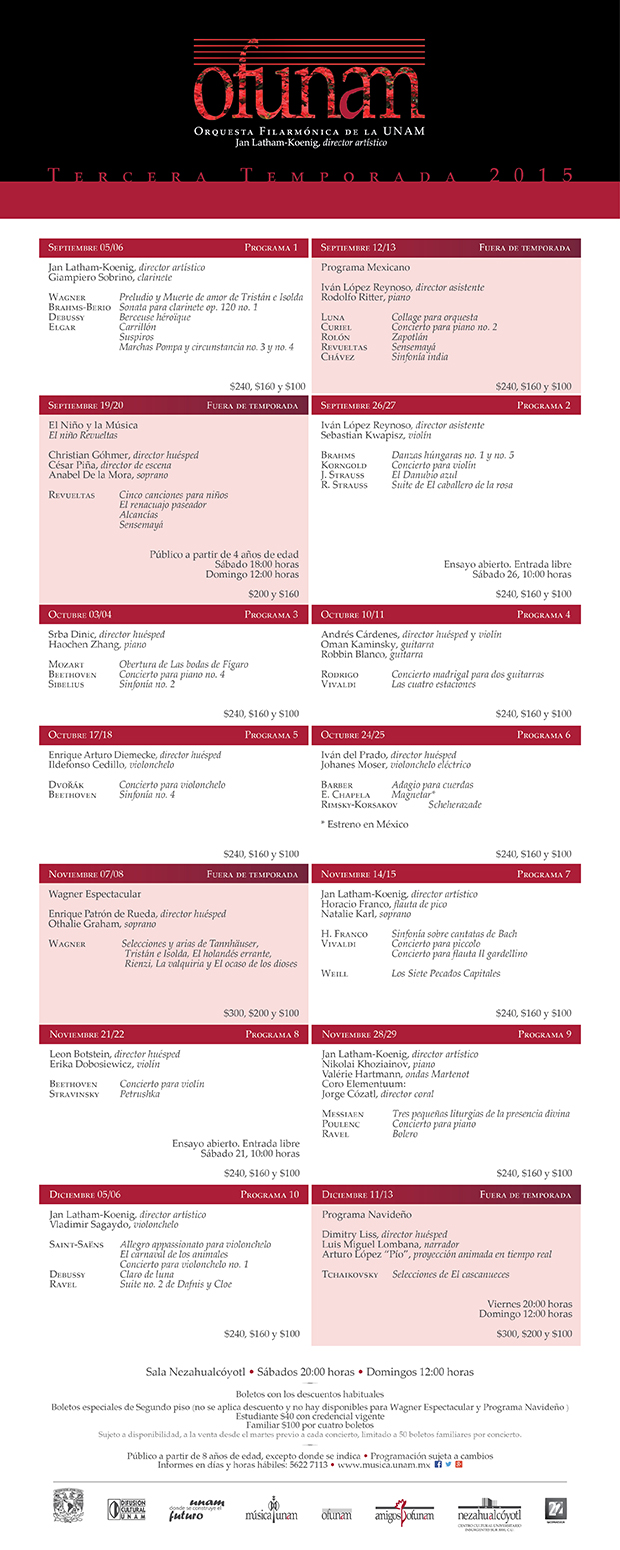 ofunam
Orquesta Filarmónica de la UNAM
Jan Latham-Koenig, director artístico
Tercera Temporada 2015
Septiembre 05/06 Programa 1
Jan Latham-Koenig, director artístico
Giampiero Sobrino, clarinete
Wagner Preludio y Muerte de amor de Tristán e Isolda
Brahms-Berio Sonata para clarinete op. 120 no. 1
Debussy Berceuse héroïque
Elgar Carrillón
Suspiros
Marchas Pompa y circunstancia no. 3 y no. 4
$240, $160 y $100
Septiembre 12/13 Fuera de temporada
Programa Mexicano
Iván López Reynoso, director asistente
Rodolfo Ritter, piano
Luna Collage para orquesta
Curiel Concierto para piano no. 2
Rolón Zapotlán
Revueltas Sensemayá
Chávez Sinfonía india
$240, $160 y $100
Septiembre 19/20 Fuera de temporada
El Niño y la Música
El niño Revueltas
Christian Góhmer, director huésped
César Piña, director de escena
Anabel De la Mora, soprano
Revueltas Cinco canciones para niños
El renacuajo paseador
Alcancías
Sensemayá
Público a partir de 4 años de edad
Sábado 18:00 horas
Domingo 12:00 horas
$200 y $160
Septiembre 26/27 Programa 2
Iván López Reynoso, director asistente
Sebastian Kwapisz, violín
Brahms Danzas húngaras no. 1 y no. 5
Korngold Concierto para violín
J. Strauss El Danubio azul
R. Strauss Suite de El caballero de la rosa
Ensayo abierto. Entrada libre
Sábado 26, 10:00 horas
$240, $160 y $100
Octubre 03/04 Programa 3
Srba Dinic, director huésped
Haochen Zhang, piano
Mozart Obertura de Las bodas de Fígaro
Beethoven Concierto para piano no. 4
Sibelius Sinfonía no. 2
$240, $160 y $100
Octubre 10/11 Programa 4
Andrés Cárdenes, director huésped y violín
Oman Kaminsky, guitarra
Robbin Blanco, guitarra
Rodrigo Concierto madrigal para dos guitarras
Vivaldi Las cuatro estaciones
$240, $160 y $100
Octubre 17/18 Programa 5
Enrique Arturo Diemecke, director huésped
Ildefonso Cedillo, violonchelo
Dvořák Concierto para violonchelo
Beethoven Sinfonía no. 4
$240, $160 y $100
Octubre 24/25 Programa 6
Iván del Prado, director huésped
Johanes Moser, violonchelo eléctrico
Barber Adagio para cuerdas
E. Chapela Magnetar*
Rimsky-Korsakov Scheherazade
* Estreno en México
$240, $160 y $100
Noviembre 07/08 Fuera de temporada
Wagner Espectacular
Enrique Patrón de Rueda, director huésped
Othalie Graham, soprano
Wagner Selecciones y arias de Tannhäuser,
Tristán e Isolda, El holandés errante,
Rienzi, La valquiria y El ocaso de los dioses
$300, $200 y $100
Noviembre 14/15 Programa 7
Jan Latham-Koenig, director artístico
Horacio Franco, flauta de pico
Natalie Karl, soprano
H. Franco Sinfonía sobre cantatas de Bach
Vivaldi Concierto para piccolo
Concierto para flauta Il gardellino
Weill Los Siete Pecados Capitales
$240, $160 y $100
Noviembre 21/22 Programa 8
Leon Botstein, director huésped
Erika Dobosiewicz, violín
Beethoven Concierto para violín
Stravinsky Petrushka
Ensayo abierto. Entrada libre
Sábado 21, 10:00 horas
$240, $160 y $100
Noviembre 28/29 Programa 9
Jan Latham-Koenig, director artístico
Nikolai Khoziainov, piano
Valérie Hartmann, ondas Martenot
Coro Elementuum:
Jorge Cózatl, director coral
Messiaen Tres pequeñas liturgias de la presencia divina
Poulenc Concierto para piano
Ravel Bolero
$240, $160 y $100
Diciembre 05/06 Programa 10
Jan Latham-Koenig, director artístico
Vladimir Sagaydo, violonchelo
Saint-Saëns Allegro appassionato para violonchelo
El carnaval de los animales
Concierto para violonchelo no. 1
Debussy Claro de luna
Ravel Suite no. 2 de Dafnis y Cloe
$240, $160 y $100
Diciembre 11/13 Fuera de temporada
Programa Navideño
Dimitry Liss, director huésped
Luis Miguel Lombana, narrador
Arturo López "Pío", proyección animada en tiempo real
Tchaikovsky Selecciones de El cascanueces
Viernes 20:00 horas
Domingo 12:00 horas
$300, $200 y $100
Sala Nezahualcóyotl • Sábados 20:00 horas • Domingos 12:00 horas
Boletos con los descuentos habituales
Boletos especiales de Segundo piso (no se aplica descuento y no hay disponibles para Wagner Espectacular y Programa Navideño )
Estudiante $40 con credencial vigente
Familiar $100 por cuatro boletos
Sujeto a disponibilidad, a la venta desde el martes previo a cada concierto, limitado a 50 boletos familiares por concierto.
Público a partir de 8 años de edad, excepto donde se indica • Programación sujeta a cambios
Informes en días y horas hábiles: 5622 7113 • www.musica.unam.mx
DIFUSIÓN CULTURAL UNAM
unam
donde se construye el
futuro
música unam
ofunam
amigos ofunam
nezahualcóyotl
CENTRO CULTURAL UNIVERSITARIO